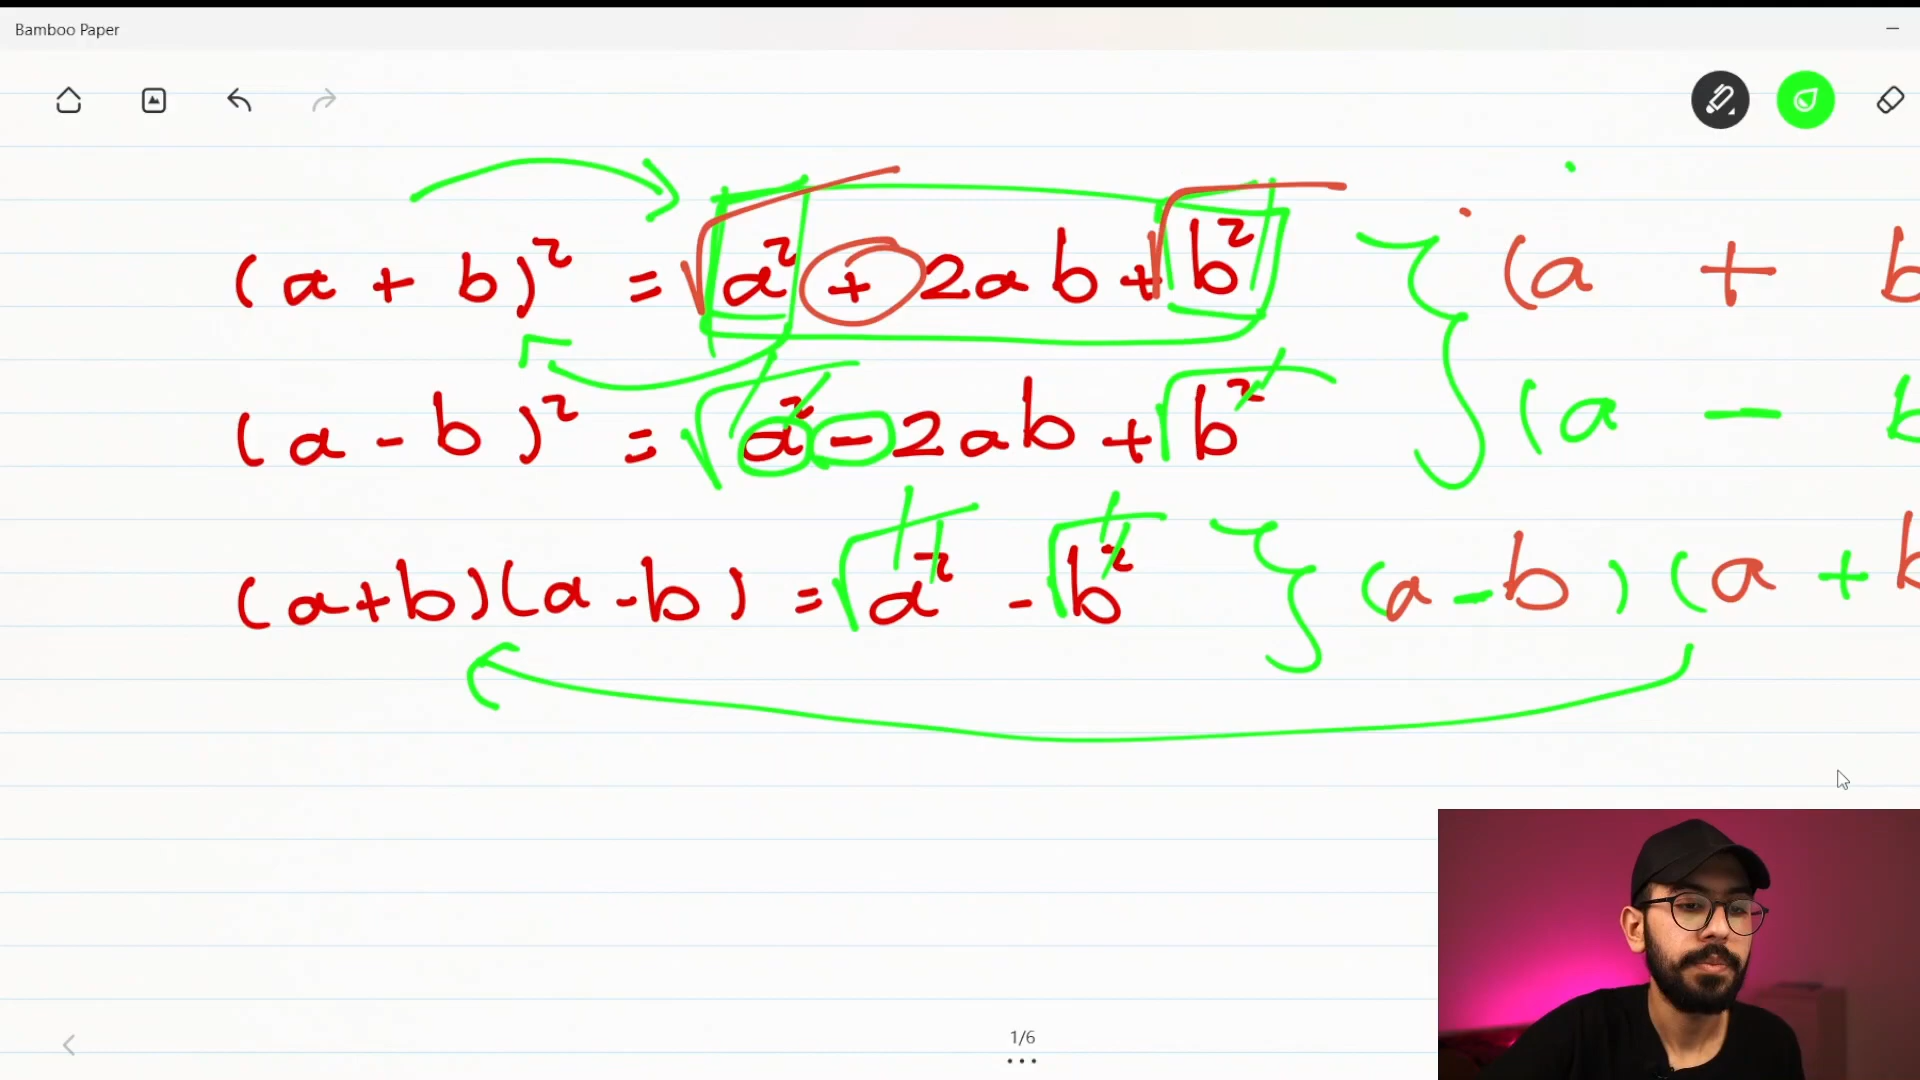 Bamboo Paper
(a + b)² = √a² + 2ab + √b² } (a + b
(a - b)² = √a² - 2ab + √b² (a - b
(a+b)(a-b) = √a² - √b² } (a - b) (a + b
1/6